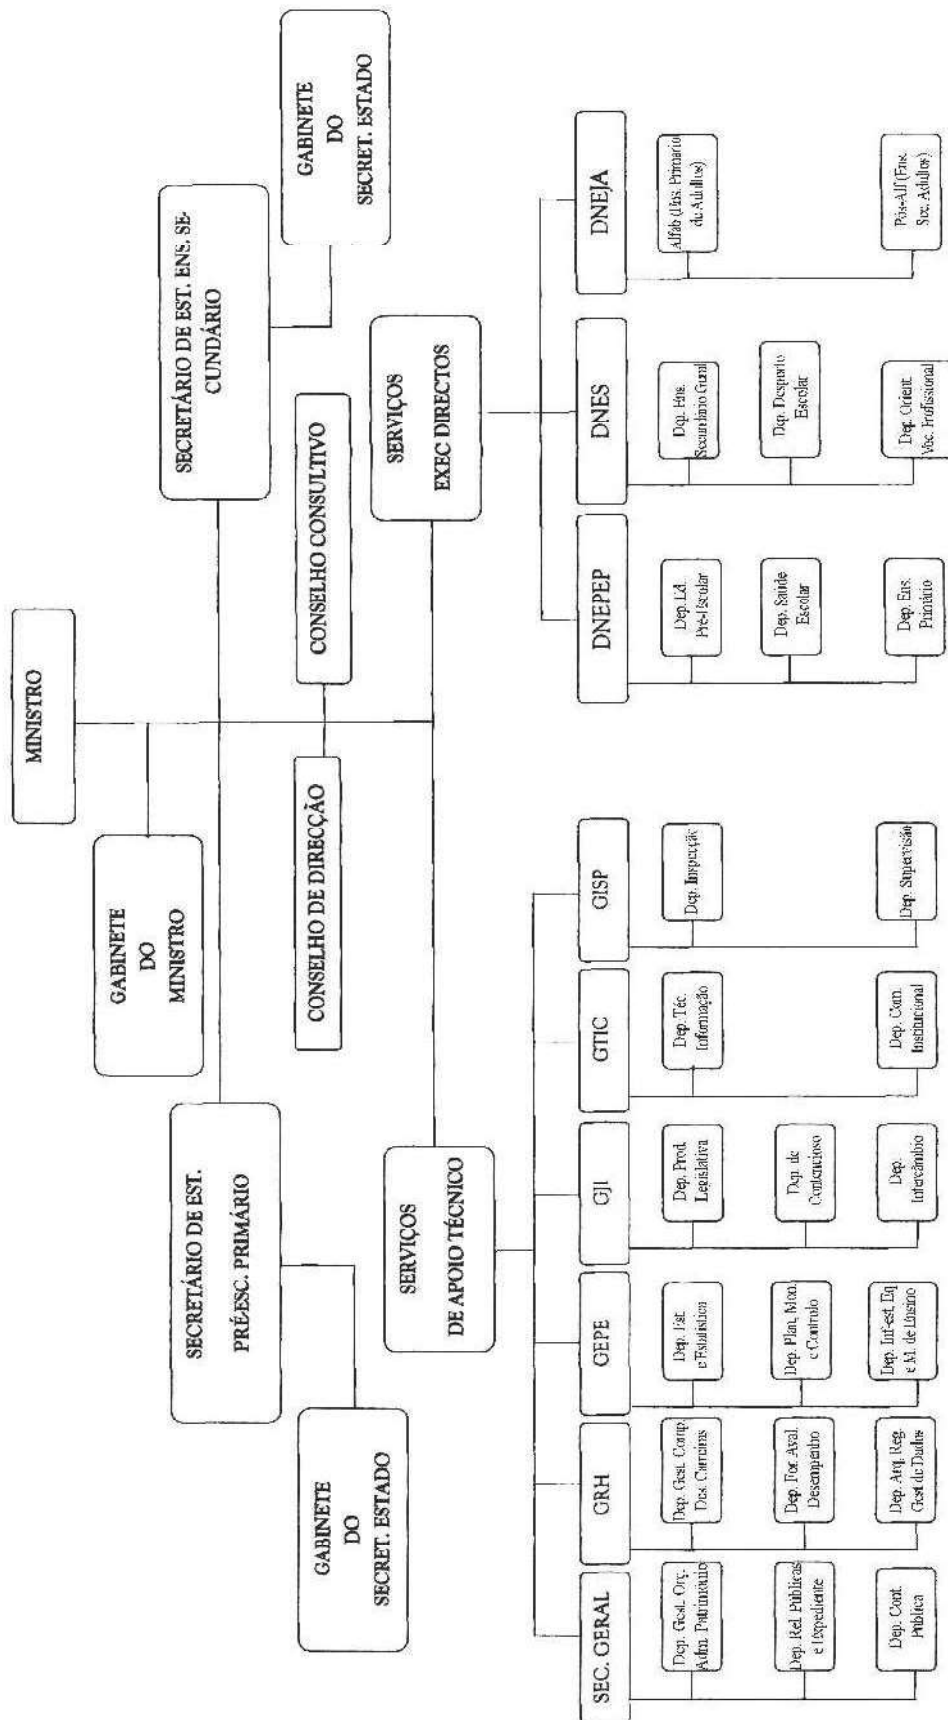 MINISTRO
GABINETE
DO
MINISTRO
SECRETÁRIO DE EST.
PRÉ-ESC. PRIMÁRIO
SECRETÁRIO DE EST. ENS. SE-
CUNDÁRIO
GABINETE
DO
SECRET. ESTADO
GABINETE
DO
SECRET. ESTADO
CONSELHO DE DIRECÇÃO
CONSELHO CONSULTIVO
SERVIÇOS
DE APOIO TÉCNICO
SERVIÇOS
EXEC DIRECTOS
SEC. GERAL
GRH
GEPE
GJI
GTIC
GISP
DNEPEP
DNES
DNEJA
Dep. Gest. Orç.
Adm. Património
Dep. Rel. Públicas
e Expediente
Dep. Cont.
Pública
Dep. Gest. Comp.
Des. Carreiras
Dep. For. Aval.
Desempenho
Dep. Arq. Reg.
Gest de Dados
Dep. Est.
e Estatística
Dep. Plan, Mon.
e Controlo
Dep. Inf-est, Eq
e M. de Ensino
Dep. Prod.
Legislativa
Dep. de
Contencioso
Dep.
Intercâmbio
Dep. Téc.
Informação
Dep. Com.
Institucional
Dep. Inspecção
Dep. Supervisão
Dep. Ed.
Pré-Escolar
Dep. Saúde
Escolar
Dep. Ens.
Primário
Dep. Ens.
Secundário Geral
Dep. Desporto
Escolar
Dep. Orient.
Voc. Profissional
Alfab (Ens. Primário
de Adultos)
Pós-Alf (Ens.
Sec. Adultos)